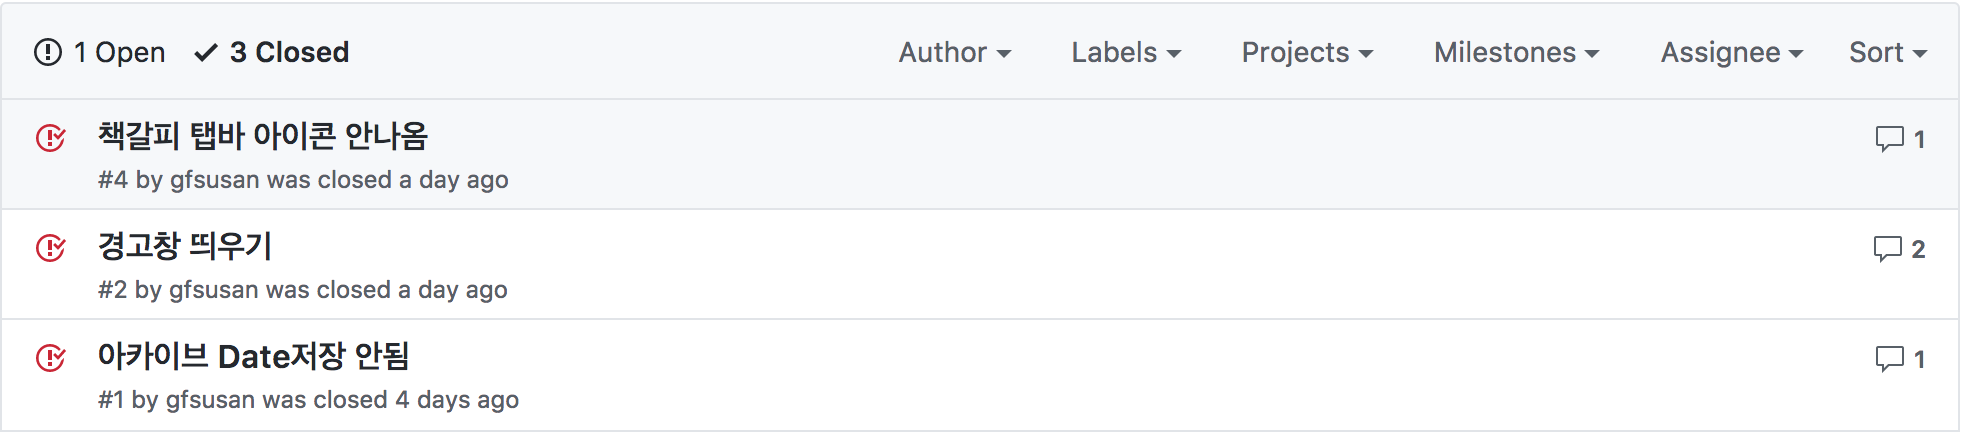 1 Open 3 Closed Author Labels Projects Milestones Assignee Sort
책갈피 탭바 아이콘 안나옴 1
#4 by gfsusan was closed a day ago
경고창 띄우기 2
#2 by gfsusan was closed a day ago
아카이브 Date저장 안됨 1
#1 by gfsusan was closed 4 days ago